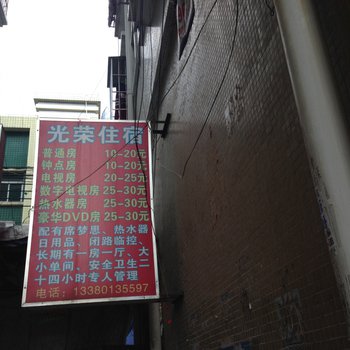 光荣住宿
普通房 10-20元
钟点房 10-20元
电视房 20-25元
数字电视房 25-30元
热水器房 25-30元
豪华DVD房 25-30元
配有席梦思、热水器
日用品、闭路临控、
长期有一房一厅、大
小单间、安全卫生二
十四小时专人管理
电话：13380135597